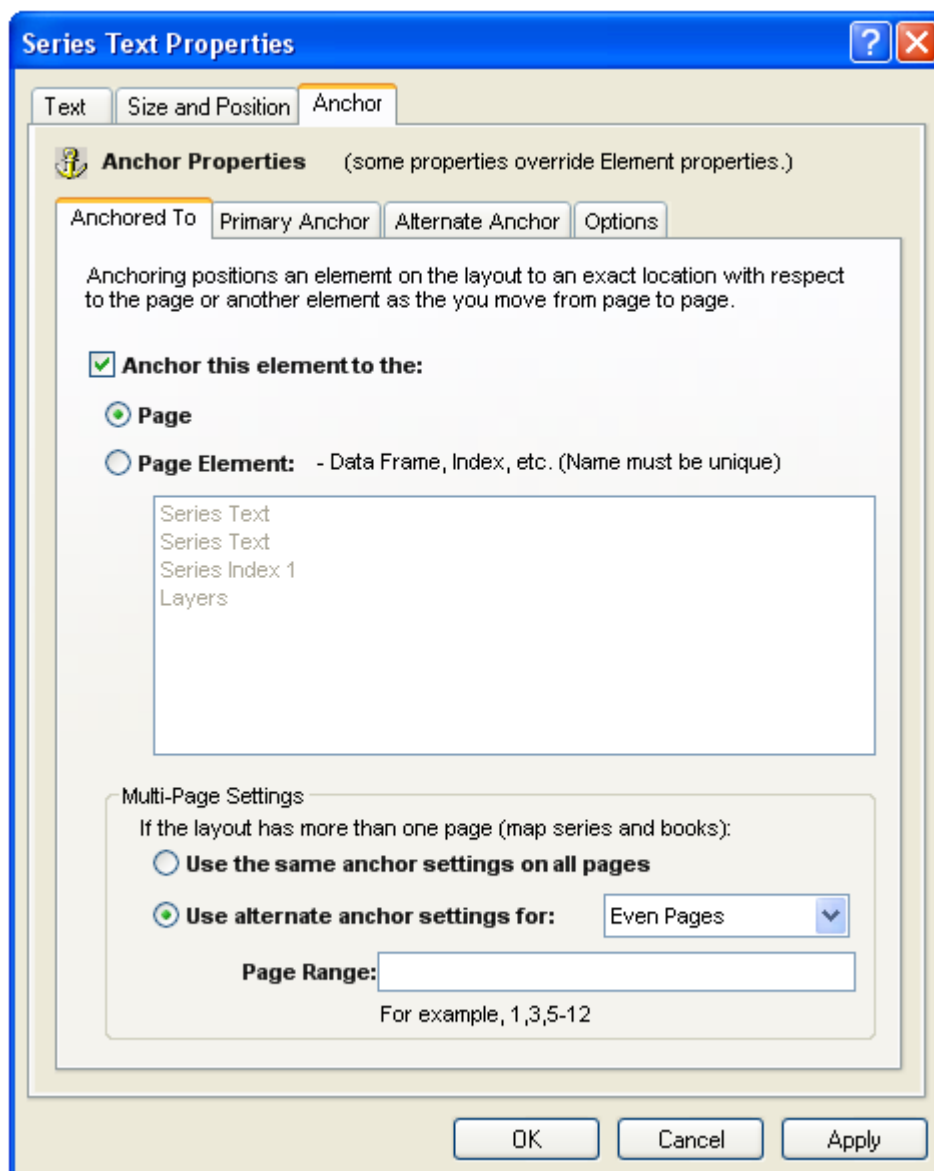 Series Text Properties
Text
Size and Position
Anchor
Anchor Properties (some properties override Element properties.)
Anchored To
Primary Anchor
Alternate Anchor
Options
Anchoring positions an elememt on the layout to an exact location with respect
to the page or another element as the you move from page to page.
Anchor this element to the:
Page
Page Element: - Data Frame, Index, etc. (Name must be unique)
Series Text
Series Text
Series Index 1
Layers
Multi-Page Settings
If the layout has more than one page (map series and books):
Use the same anchor settings on all pages
Use alternate anchor settings for: Even Pages
Page Range:
For example, 1,3,5-12
OK
Cancel
Apply